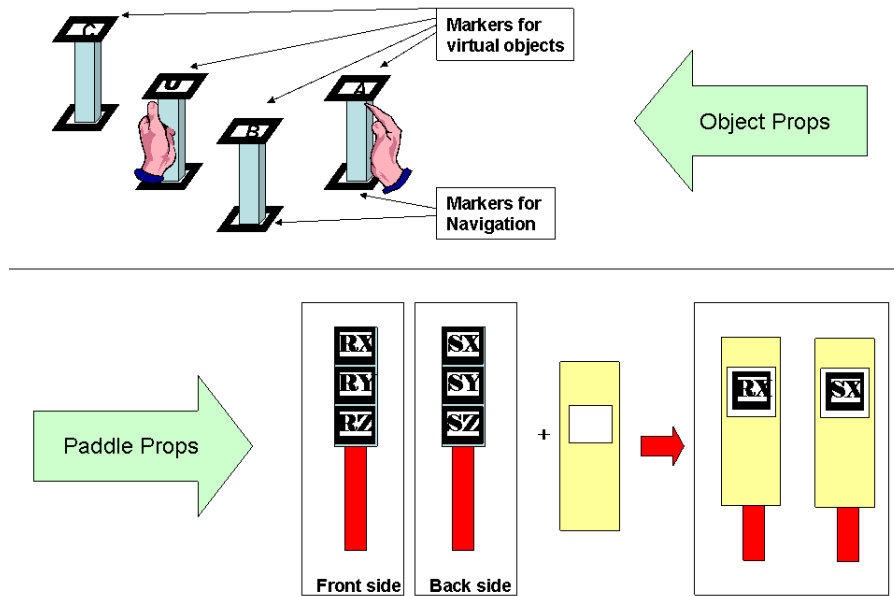 Markers for
virtual objects
C
U
A
B
Object Props
Markers for
Navigation
Paddle Props
RX
RY
RZ
SX
SY
SZ
+
RX
SX
Front side
Back side